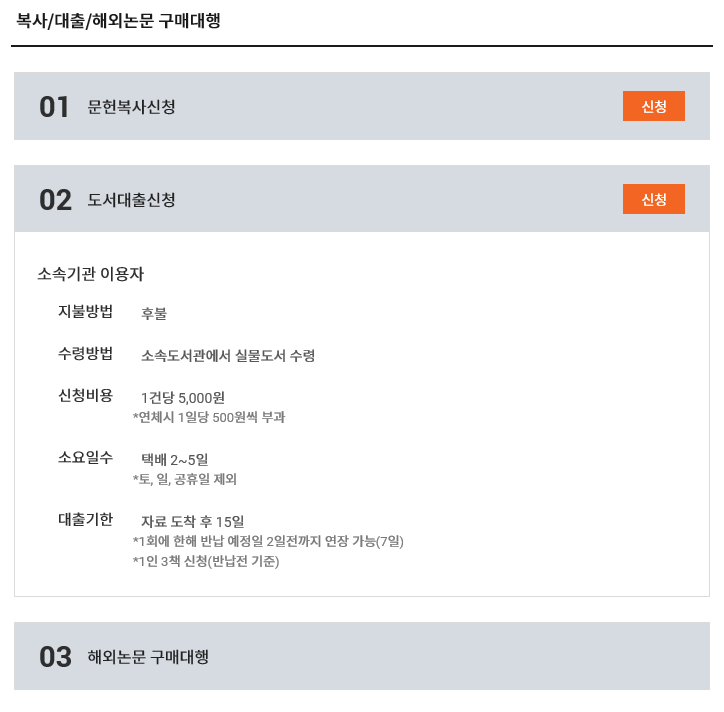 복사/대출/해외논문 구매대행
01 문헌복사신청 신청
02 도서대출신청 신청
소속기관 이용자
지불방법 후불
수령방법 소속도서관에서 실물도서 수령
신청비용 1건당 5,000원
*연체시 1일당 500원씩 부과
소요일수 택배 2~5일
*토, 일, 공휴일 제외
대출기한 자료 도착 후 15일
*1회에 한해 반납 예정일 2일전까지 연장 가능(7일)
*1인 3책 신청(반납전 기준)
03 해외논문 구매대행